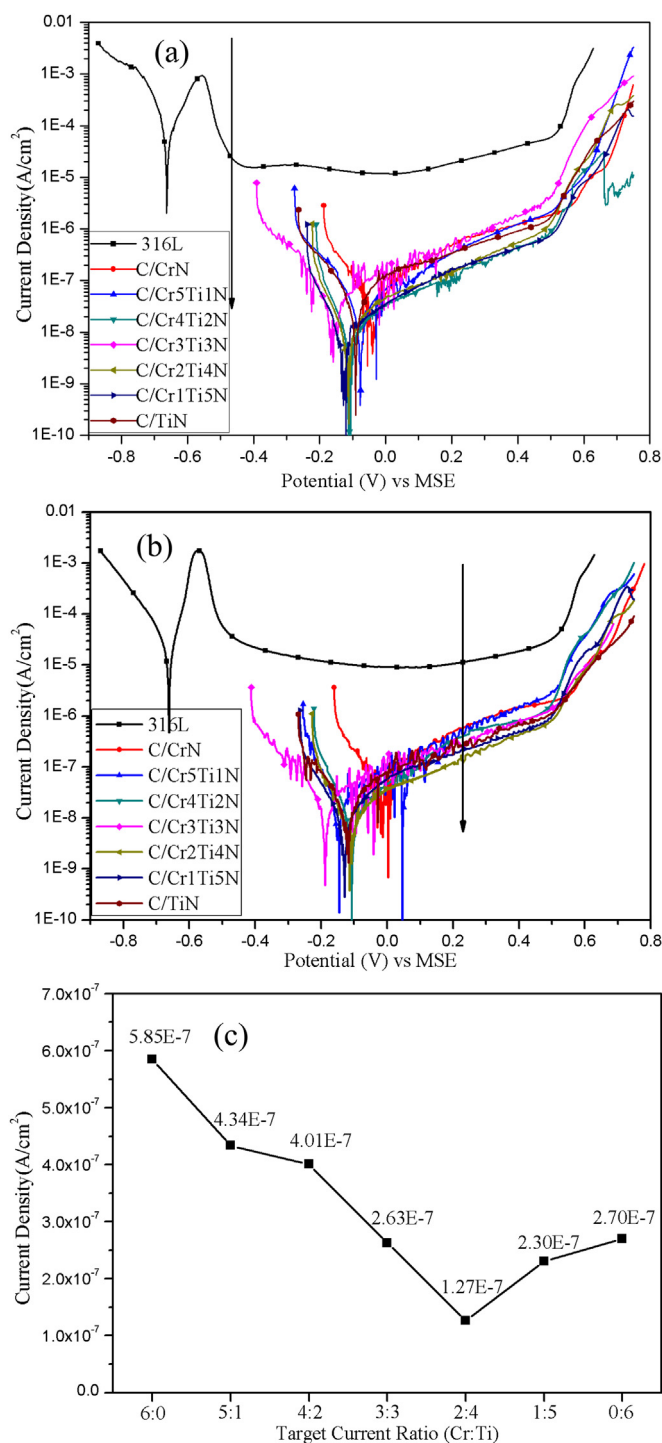 (a)
0.01
1E-3
1E-4
1E-5
1E-6
1E-7
1E-8
1E-9
1E-10
Current Density(A/cm²)
316L
C/CrN
C/Cr5Ti1N
C/Cr4Ti2N
C/Cr3Ti3N
C/Cr2Ti4N
C/Cr1Ti5N
C/TiN
-0.8 -0.6 -0.4 -0.2 0.0 0.2 0.4 0.6 0.8
Potential (V) vs MSE
(b)
0.01
1E-3
1E-4
1E-5
1E-6
1E-7
1E-8
1E-9
1E-10
Current Density(A/cm²)
316L
C/CrN
C/Cr5Ti1N
C/Cr4Ti2N
C/Cr3Ti3N
C/Cr2Ti4N
C/Cr1Ti5N
C/TiN
-0.8 -0.6 -0.4 -0.2 0.0 0.2 0.4 0.6 0.8
Potential (V) vs MSE
(c)
7.0x10⁻⁷
6.0x10⁻⁷
5.0x10⁻⁷
4.0x10⁻⁷
3.0x10⁻⁷
2.0x10⁻⁷
1.0x10⁻⁷
0.0
Current Density(A/cm²)
5.85E-7
4.34E-7
4.01E-7
2.63E-7
1.27E-7
2.30E-7
2.70E-7
6:0 5:1 4:2 3:3 2:4 1:5 0:6
Target Current Ratio (Cr:Ti)